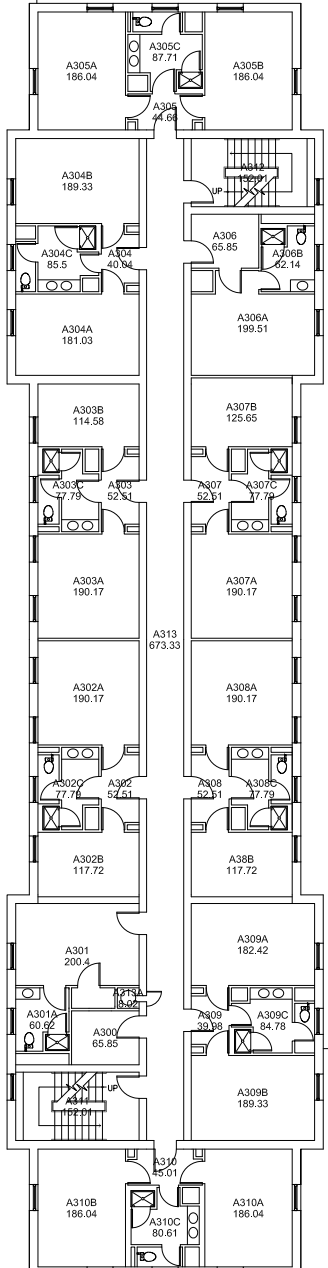 A305C
87.71
A305A
186.04
A305B
186.04
A305
44.66
A304B
189.33
A312
152.01
UP
A306
65.85
A304C
85.5
A304
40.04
A306B
62.14
A304A
181.03
A306A
199.51
A303B
114.58
A307B
125.65
A303C
77.79
A303
52.51
A307
52.51
A307C
77.79
A303A
190.17
A307A
190.17
A313
673.33
A302A
190.17
A308A
190.17
A302C
77.79
A302
52.51
A308
52.51
A308C
77.79
A302B
117.72
A38B
117.72
A301
200.4
A309A
182.42
A313A
8.02
A301A
60.62
A300
65.85
A309
39.98
A309C
84.78
UP
A311
152.01
A309B
189.33
A310
45.01
A310B
186.04
A310C
80.61
A310A
186.04